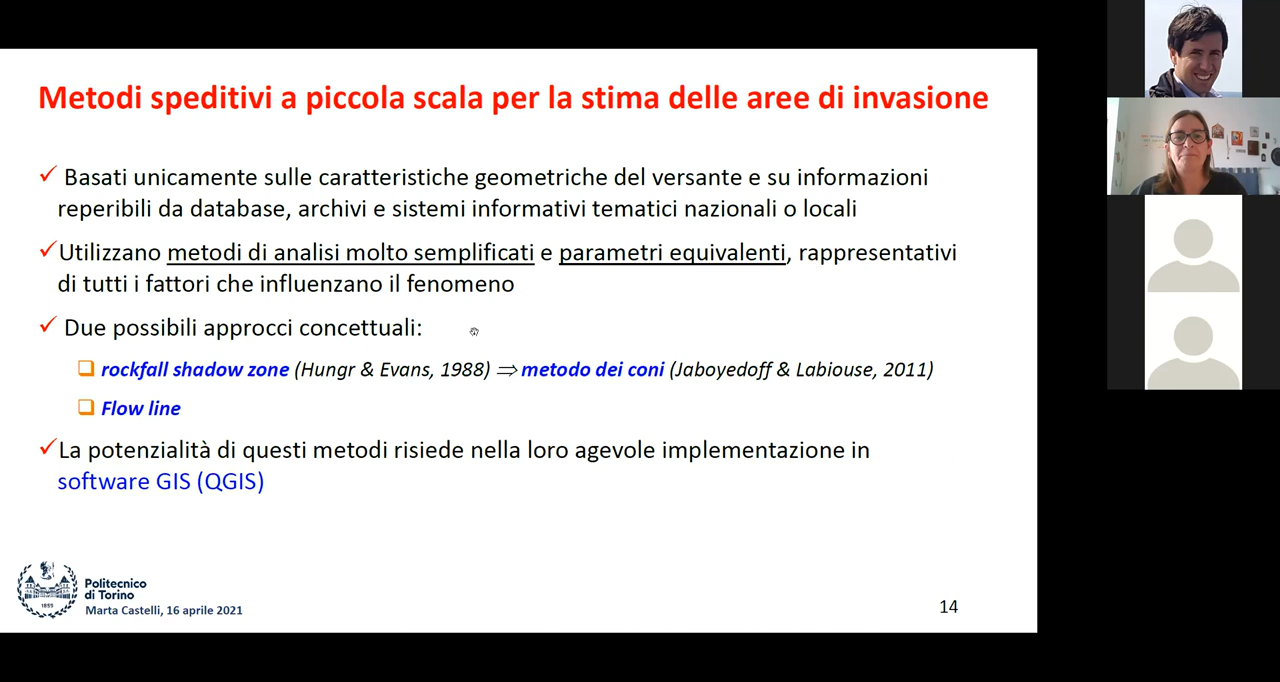 Metodi speditivi a piccola scala per la stima delle aree di invasione
Basati unicamente sulle caratteristiche geometriche del versante e su informazioni
reperibili da database, archivi e sistemi informativi tematici nazionali o locali
Utilizzano metodi di analisi molto semplificati e parametri equivalenti, rappresentativi
di tutti i fattori che influenzano il fenomeno
Due possibili approcci concettuali:
rockfall shadow zone (Hungr & Evans, 1988) ⇒ metodo dei coni (Jaboyedoff & Labiouse, 2011)
Flow line
La potenzialità di questi metodi risiede nella loro agevole implementazione in
software GIS (QGIS)
1859
Politecnico
di Torino
Marta Castelli, 16 aprile 2021
14